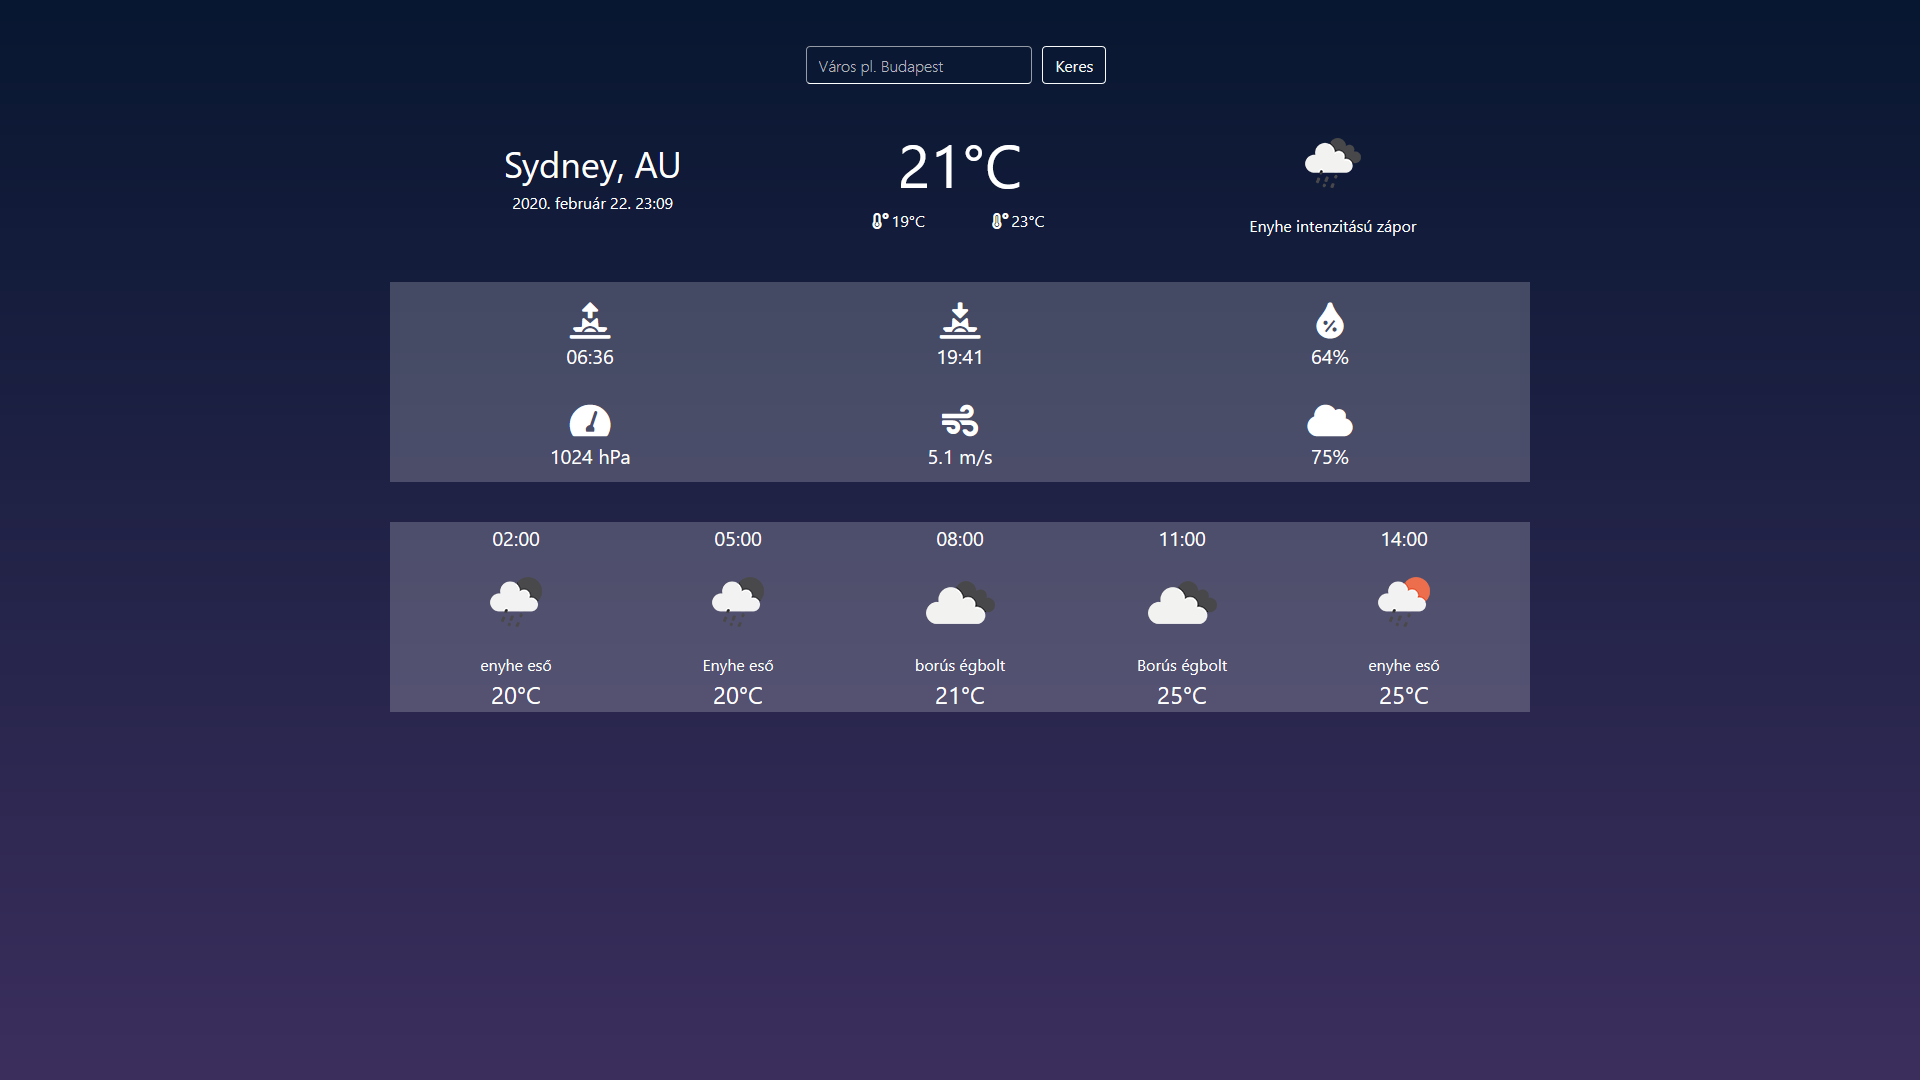 Város pl. Budapest
Keres
Sydney, AU
2020. február 22. 23:09
21°C
19°C 23°C
Enyhe intenzitású zápor
06:36
19:41
64%
1024 hPa
5.1 m/s
75%
02:00
enyhe eső
20°C
05:00
Enyhe eső
20°C
08:00
borús égbolt
21°C
11:00
Borús égbolt
25°C
14:00
enyhe eső
25°C